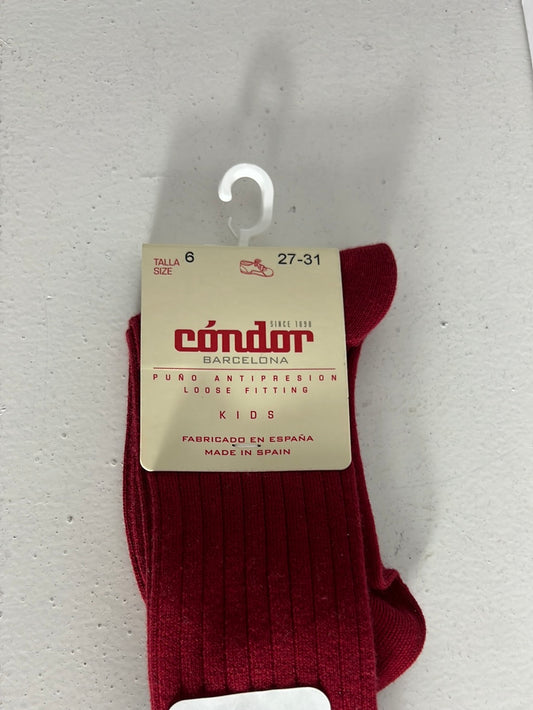 TALLA 6 27-31
SIZE
SINCE 1898
cóndor
BARCELONA
PUÑO ANTIPRESION
LOOSE FITTING
KIDS
FABRICADO EN ESPAÑA
MADE IN SPAIN